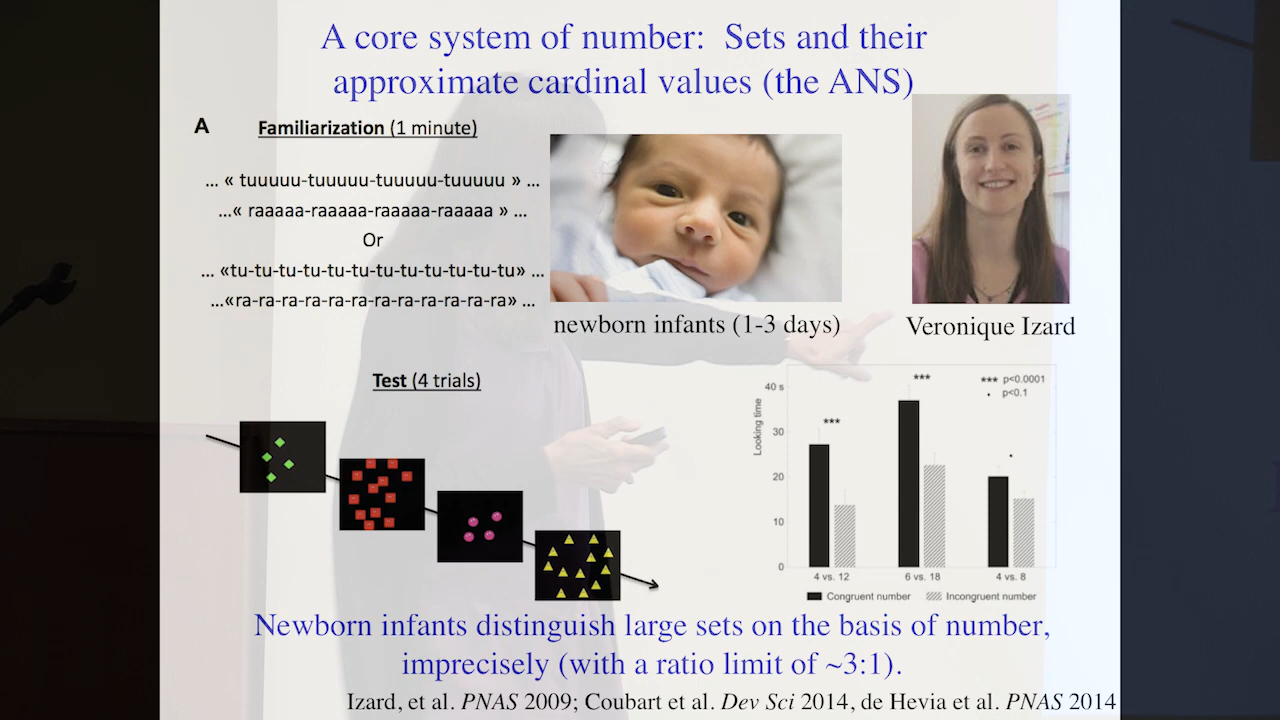 A core system of number: Sets and their
approximate cardinal values (the ANS)
A
Familiarization (1 minute)
... « tuuuuu-tuuuuu-tuuuuu-tuuuuu » ...
...« raaaaa-raaaaa-raaaaa-raaaaa » ...
Or
... «tu-tu-tu-tu-tu-tu-tu-tu-tu-tu-tu-tu» ...
...«ra-ra-ra-ra-ra-ra-ra-ra-ra-ra-ra-ra» ...
newborn infants (1-3 days)
Veronique Izard
Test (4 trials)
Looking time
40 s
30
20
10
0
***
***
.
*** p<0.0001
. p<0.1
4 vs. 12
6 vs. 18
4 vs. 8
Congruent number
Incongruent number
Newborn infants distinguish large sets on the basis of number,
imprecisely (with a ratio limit of ~3:1).
Izard, et al. PNAS 2009; Coubart et al. Dev Sci 2014, de Hevia et al. PNAS 2014